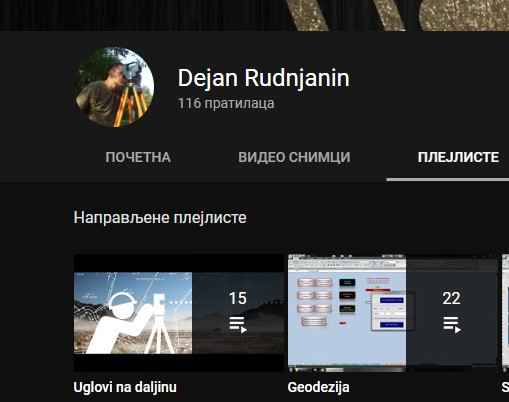 Dejan Rudnjanin
116 пратилаца
ПОЧЕТНА ВИДЕО СНИМЦИ ПЛЕЈЛИСТЕ
Направљене плејлисте
15 22
Uglovi na daljinu Geodezija S